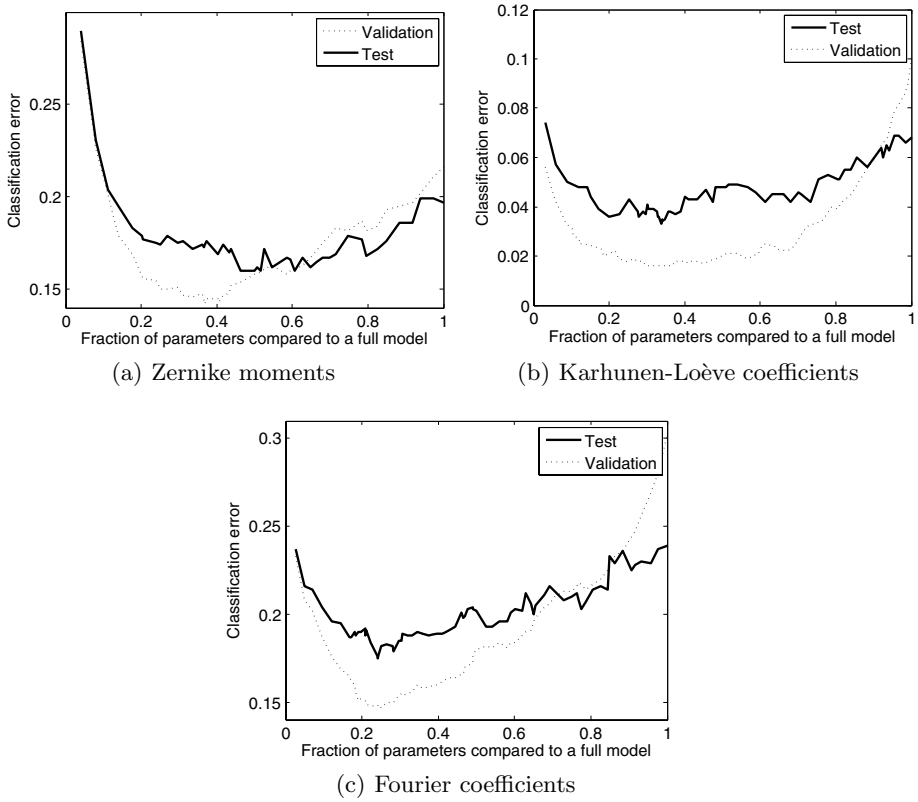 Validation
Test
0.25
0.2
0.15
Classification error
0 0.2 0.4 0.6 0.8 1
Fraction of parameters compared to a full model
(a) Zernike moments
Test
Validation
0.12
0.1
0.08
0.06
0.04
0.02
0
Classification error
0 0.2 0.4 0.6 0.8 1
Fraction of parameters compared to a full model
(b) Karhunen-Loève coefficients
Test
Validation
0.3
0.25
0.2
0.15
Classification error
0 0.2 0.4 0.6 0.8 1
Fraction of parameters compared to a full model
(c) Fourier coefficients